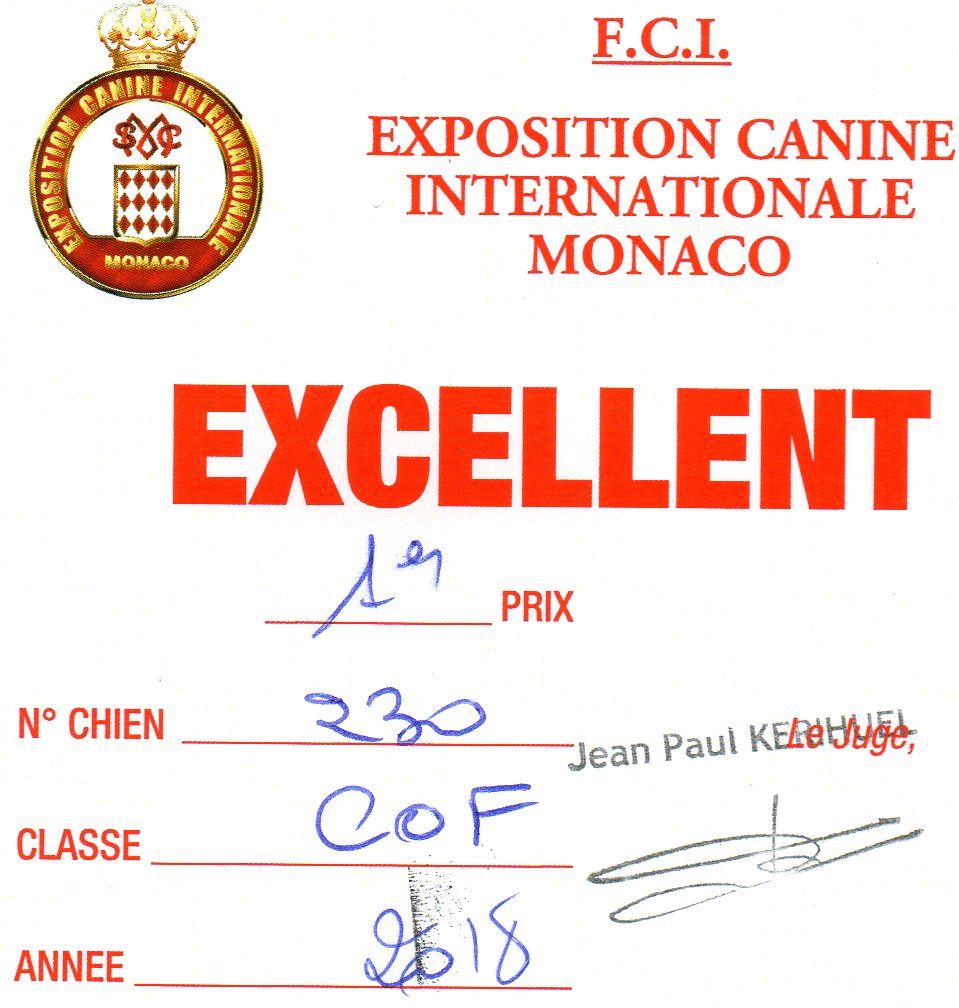 EXPOSITION CANINE INTERNATIONALE
MONACO
F.C.I.
EXPOSITION CANINE
INTERNATIONALE
MONACO
EXCELLENT
1er PRIX
N° CHIEN 230
Jean Paul KERIHUEL
Le Juge,
CLASSE COF
ANNEE 2018